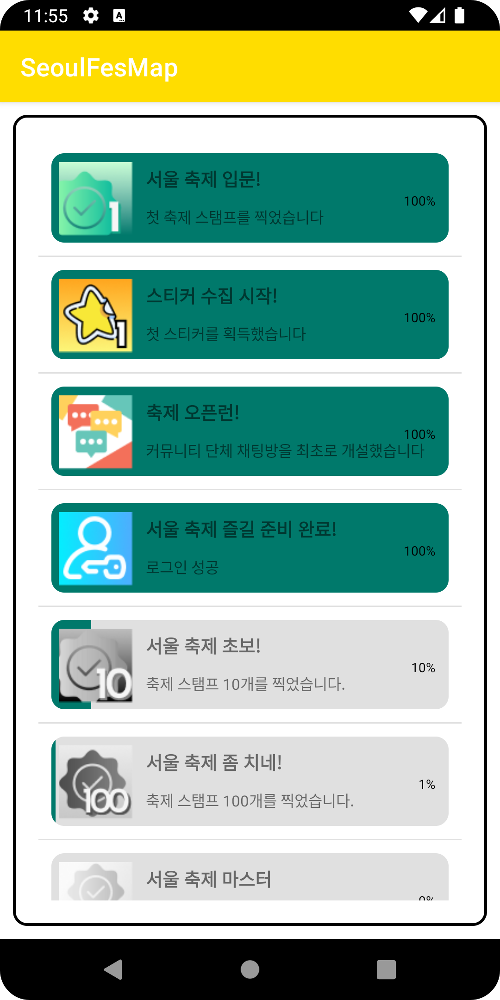 11:55
SeoulFesMap
서울 축제 입문!
100%
첫 축제 스탬프를 찍었습니다
1
스티커 수집 시작!
100%
첫 스티커를 획득했습니다
1
축제 오픈런!
100%
커뮤니티 단체 채팅방을 최초로 개설했습니다
서울 축제 즐길 준비 완료!
100%
로그인 성공
서울 축제 초보!
10%
축제 스탬프 10개를 찍었습니다.
10
서울 축제 좀 치네!
1%
축제 스탬프 100개를 찍었습니다.
100
서울 축제 마스터
0%